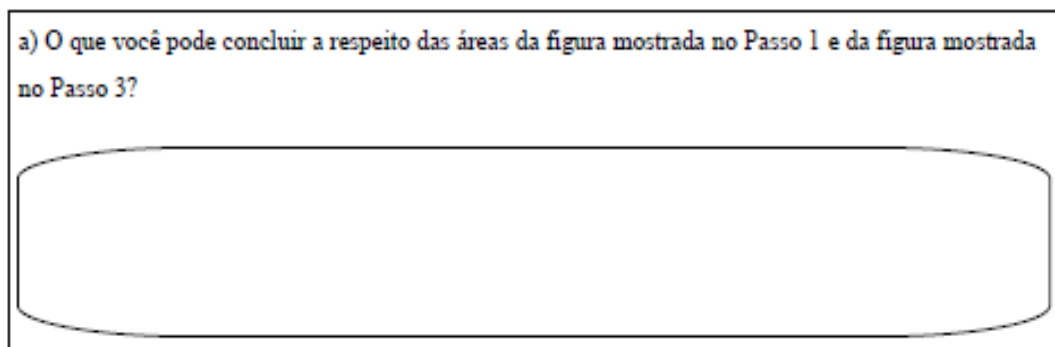 a) O que você pode concluir a respeito das áreas da figura mostrada no Passo 1 e da figura mostrada
no Passo 3?